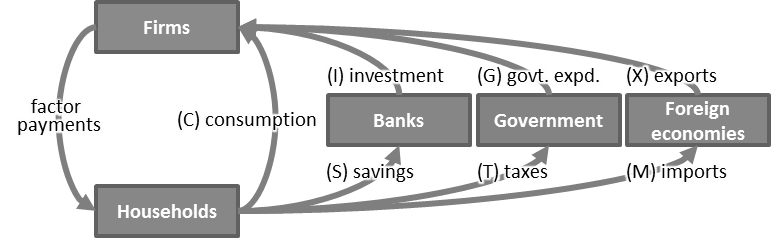 Firms
(I) investment
(G) govt. expd.
(X) exports
factor
payments
(C) consumption
Banks
Government
Foreign
economies
(S) savings
(T) taxes
(M) imports
Households